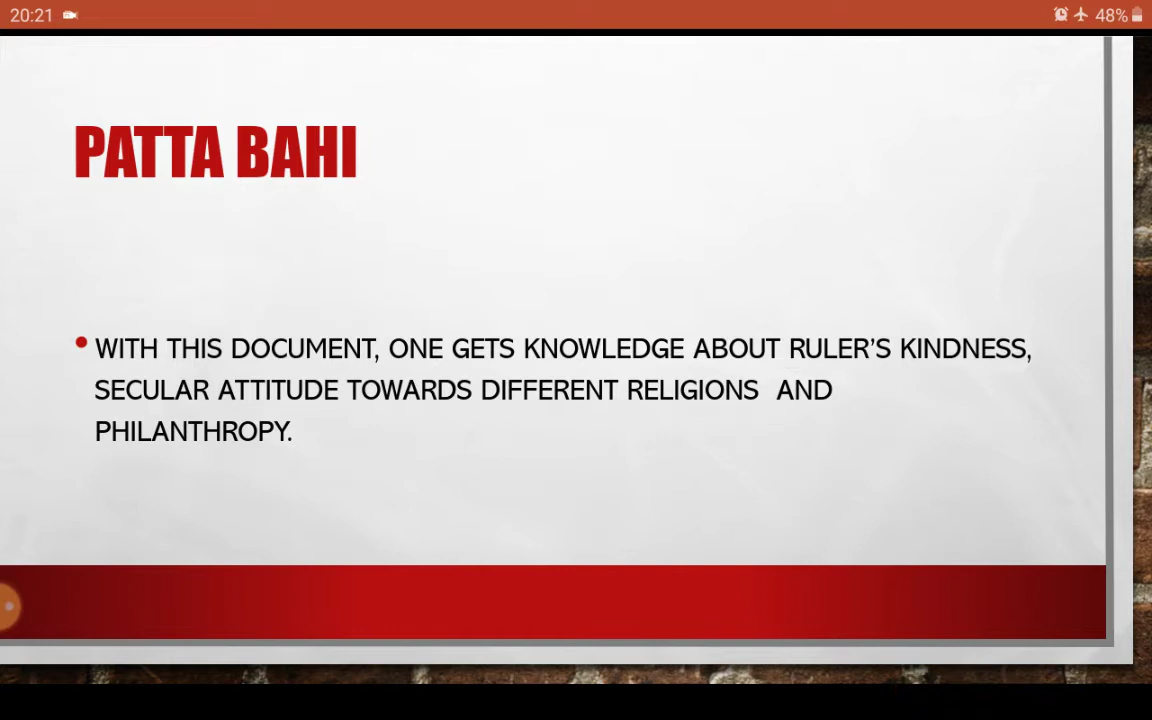 20:21
48%
PATTA BAHI
• WITH THIS DOCUMENT, ONE GETS KNOWLEDGE ABOUT RULER'S KINDNESS,
SECULAR ATTITUDE TOWARDS DIFFERENT RELIGIONS  AND
PHILANTHROPY.